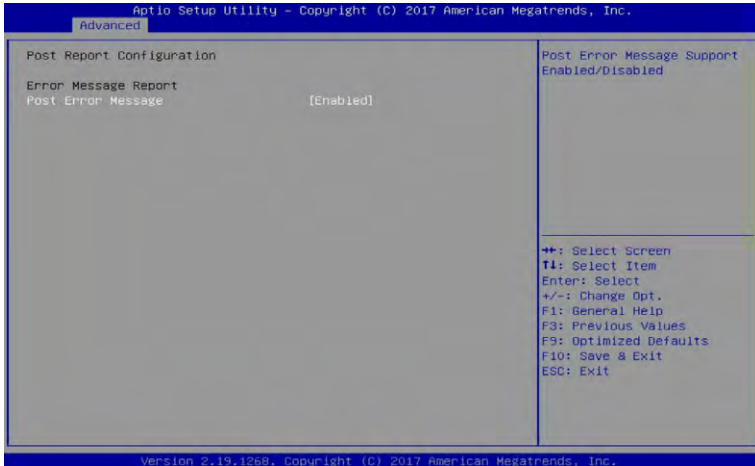 Aptio Setup Utility – Copyright (C) 2017 American Megatrends, Inc.
Advanced
Post Report Configuration
Error Message Report
Post Error Message [Enabled]
Post Error Message Support
Enabled/Disabled
→←: Select Screen
↑↓: Select Item
Enter: Select
+/-: Change Opt.
F1: General Help
F3: Previous Values
F9: Optimized Defaults
F10: Save & Exit
ESC: Exit
Version 2.19.1268. Copyright (C) 2017 American Megatrends, Inc.